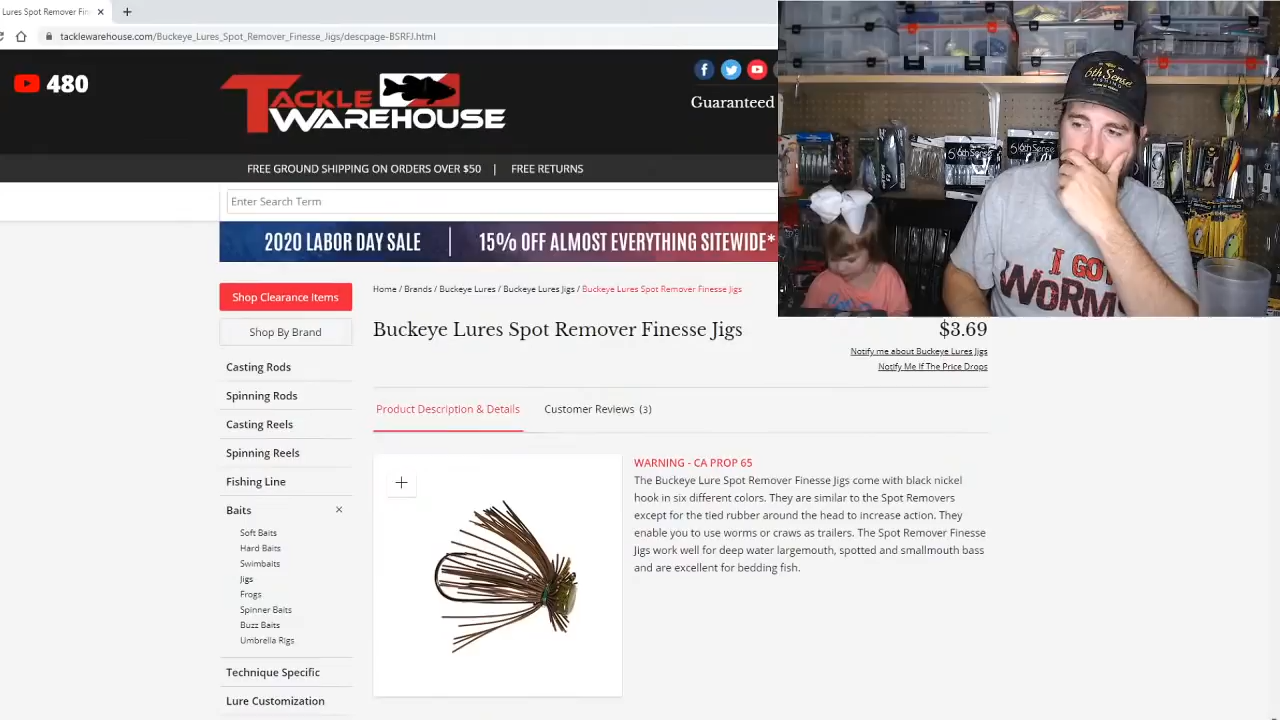 Lures Spot Remover Fin
tacklewarehouse.com/Buckeye_Lures_Spot_Remover_Finesse_Jigs/descpage-BSRFJ.html
480
TACKLE
WAREHOUSE
Guaranteed
FREE GROUND SHIPPING ON ORDERS OVER $50 | FREE RETURNS
Enter Search Term
2020 LABOR DAY SALE | 15% OFF ALMOST EVERYTHING SITEWIDE*
6th Sense
6th Sense
6th Sense
I GOT
WORM
Shop Clearance Items
Shop By Brand
Casting Rods
Spinning Rods
Casting Reels
Spinning Reels
Fishing Line
Baits
Soft Baits
Hard Baits
Swimbaits
Jigs
Frogs
Spinner Baits
Buzz Baits
Umbrella Rigs
Technique Specific
Lure Customization
Home / Brands / Buckeye Lures / Buckeye Lures Jigs / Buckeye Lures Spot Remover Finesse Jigs
Buckeye Lures Spot Remover Finesse Jigs
$3.69
Notify me about Buckeye Lures Jigs
Notify Me If The Price Drops
Product Description & Details
Customer Reviews (3)
WARNING - CA PROP 65
The Buckeye Lure Spot Remover Finesse Jigs come with black nickel
hook in six different colors. They are similar to the Spot Removers
except for the tied rubber around the head to increase action. They
enable you to use worms or craws as trailers. The Spot Remover Finesse
Jigs work well for deep water largemouth, spotted and smallmouth bass
and are excellent for bedding fish.